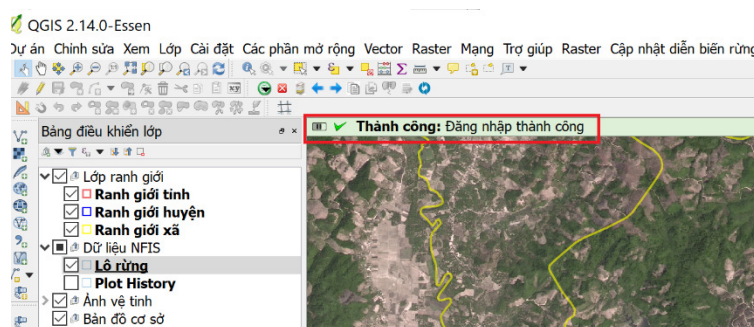 QGIS 2.14.0-Essen
Dự án Chỉnh sửa Xem Lớp Cài đặt Các phần mở rộng Vector Raster Mạng Trợ giúp Raster Cập nhật diễn biến rừng
Bảng điều khiển lớp
Thành công: Đăng nhập thành công
Lớp ranh giới
Ranh giới tỉnh
Ranh giới huyện
Ranh giới xã
Dữ liệu NFIS
Lô rừng
Plot History
Ảnh vệ tinh
Bản đồ cơ sở